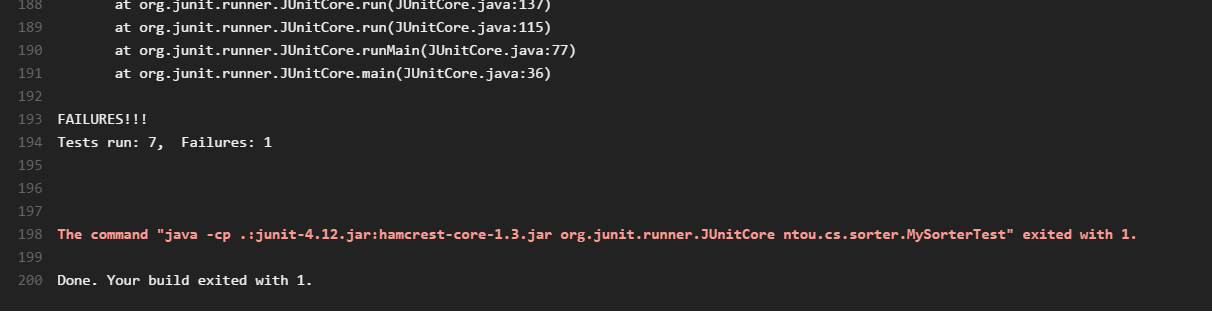 188 at org.junit.runner.JUnitCore.run(JUnitCore.java:137)
189 at org.junit.runner.JUnitCore.run(JUnitCore.java:115)
190 at org.junit.runner.JUnitCore.runMain(JUnitCore.java:77)
191 at org.junit.runner.JUnitCore.main(JUnitCore.java:36)
192
193 FAILURES!!!
194 Tests run: 7,  Failures: 1
195
196
197
198 The command "java -cp .:junit-4.12.jar:hamcrest-core-1.3.jar org.junit.runner.JUnitCore ntou.cs.sorter.MySorterTest" exited with 1.
199
200 Done. Your build exited with 1.